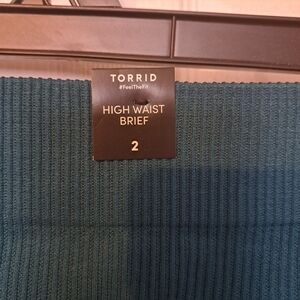 TORRID
#FeelTheFit
HIGH WAIST
BRIEF
2